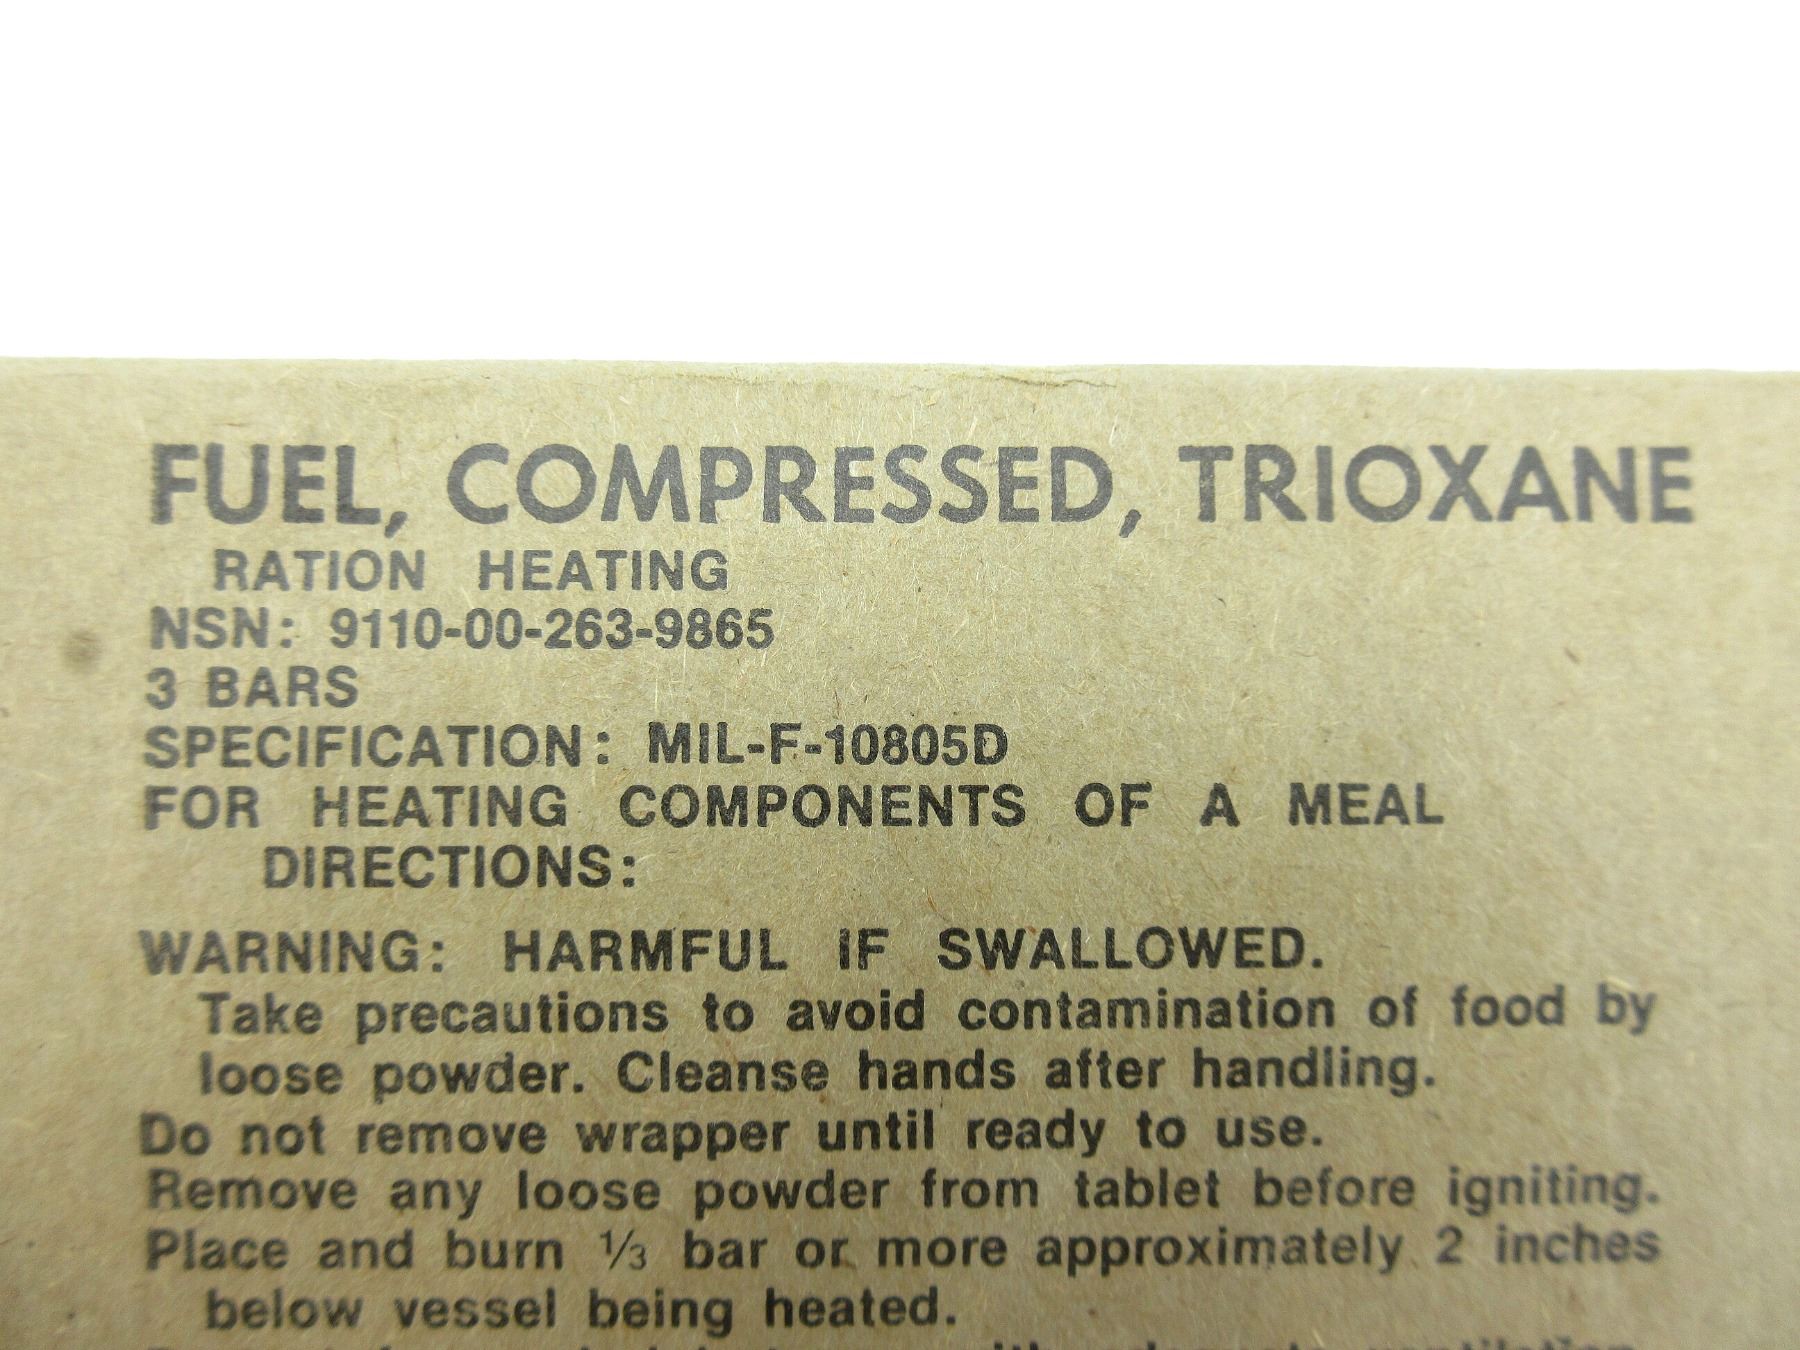 FUEL, COMPRESSED, TRIOXANE
RATION HEATING
NSN: 9110-00-263-9865
3 BARS
SPECIFICATION: MIL-F-10805D
FOR HEATING COMPONENTS OF A MEAL
DIRECTIONS:
WARNING: HARMFUL IF SWALLOWED.
Take precautions to avoid contamination of food by
loose powder. Cleanse hands after handling.
Do not remove wrapper until ready to use.
Remove any loose powder from tablet before igniting.
Place and burn ⅓ bar or more approximately 2 inches
below vessel being heated.